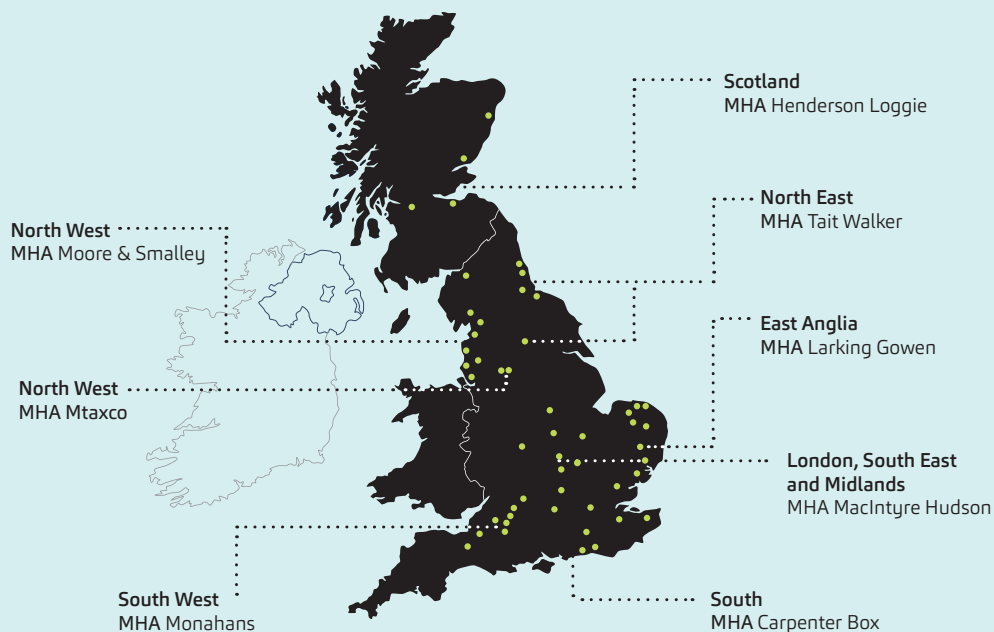 Scotland
MHA Henderson Loggie
North East
MHA Tait Walker
North West
MHA Moore & Smalley
East Anglia
MHA Larking Gowen
North West
MHA Mtaxco
London, South East
and Midlands
MHA MacIntyre Hudson
South West
MHA Monahans
South
MHA Carpenter Box